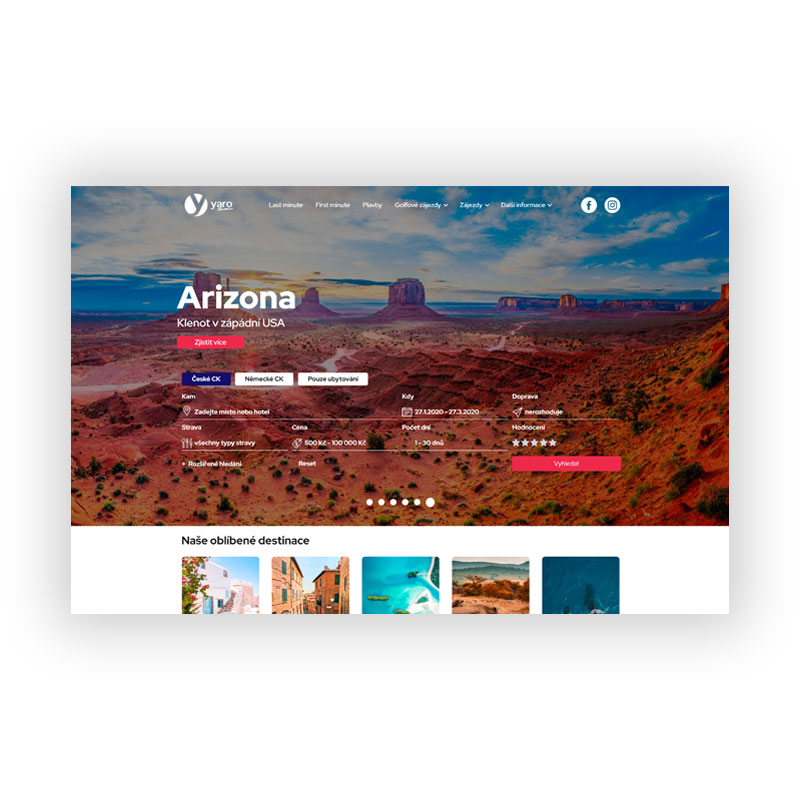 yaro
Last minute First minute Plavby Golfové zájezdy Zájezdy Další informace
Arizona
Klenot v západní USA
Zjistit více
České CK Německé CK Pouze ubytování
Kam Kdy Doprava
Zadejte místo nebo hotel 27.1.2020 – 27.3.2020 nerozhoduje
Strava Cena Počet dní Hodnocení
všechny typy stravy 500 Kč - 100 000 Kč 1 - 30 dnů
+ Rozšířené hledání Reset Vyhledat
Naše oblíbené destinace